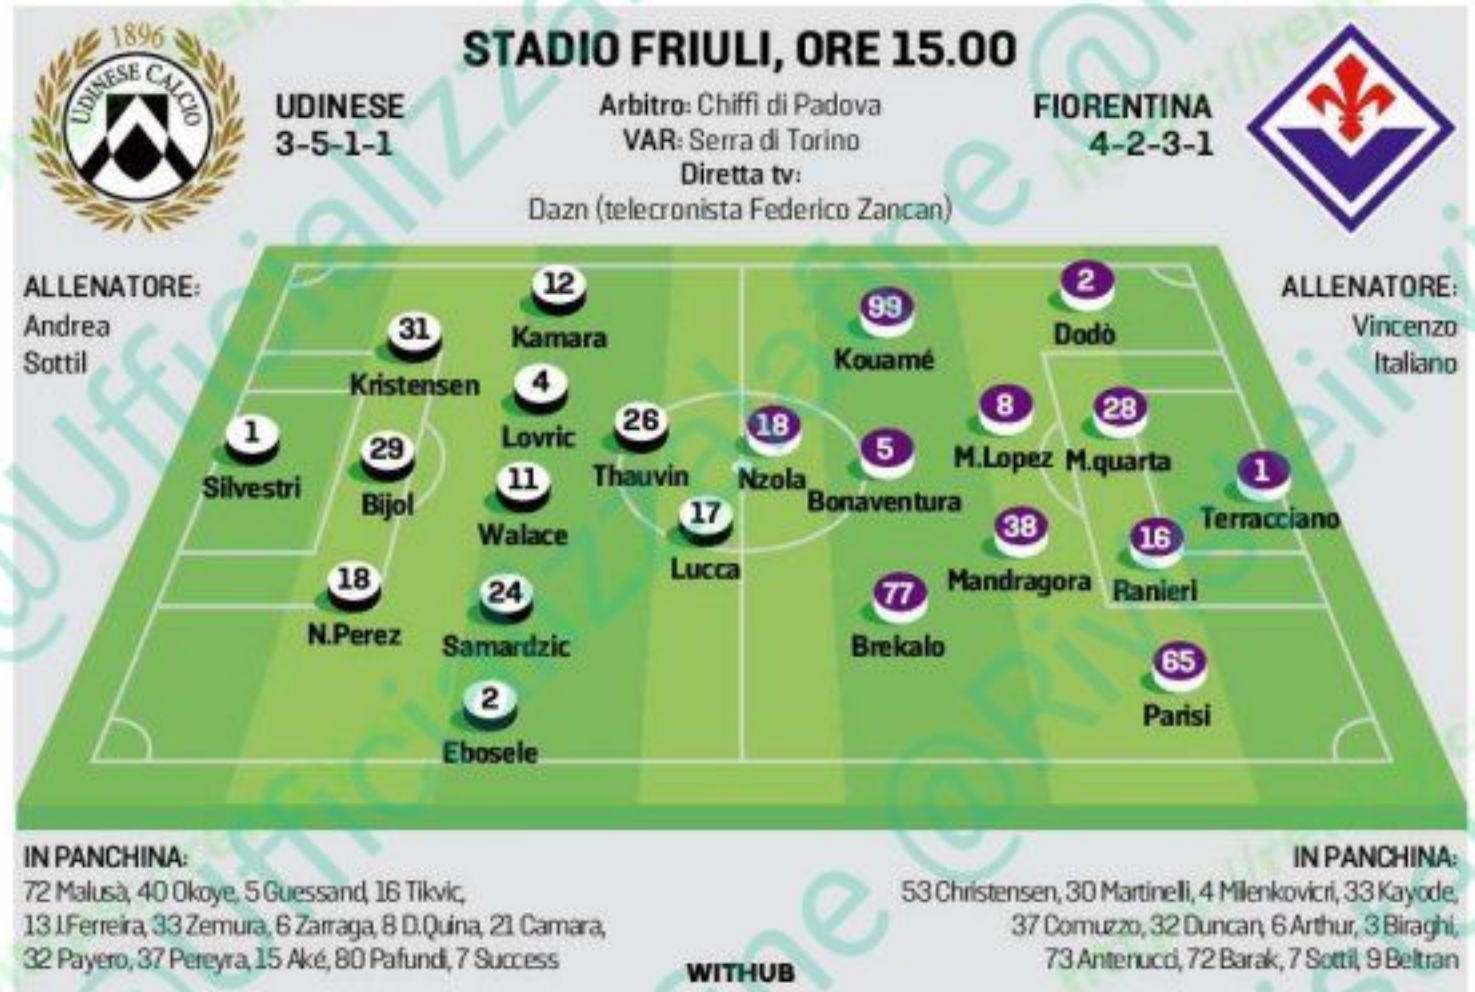 1896
UDINESE CALCIO
STADIO FRIULI, ORE 15.00
UDINESE
3-5-1-1
Arbitro: Chiffi di Padova
VAR: Serra di Torino
Diretta tv:
Dazn (telecronista Federico Zancan)
FIORENTINA
4-2-3-1
ALLENATORE:
Andrea
Sottil
ALLENATORE:
Vincenzo
Italiano
1
Silvestri
31
Kristensen
29
Bijol
18
N.Perez
12
Kamara
4
Lovric
11
Walace
24
Samardzic
2
Ebosele
26
Thauvin
17
Lucca
18
Nzola
99
Kouamé
5
Bonaventura
77
Brekalo
8
M.Lopez
38
Mandragora
2
Dodò
28
M.quarta
16
Ranieri
65
Parisi
1
Terracciano
IN PANCHINA:
72 Malusà, 40 Okoye, 5 Guessand, 16 Tikvic,
13 J.Ferreira, 33 Zemura, 6 Zarraga, 8 D.Quina, 21 Camara,
32 Payero, 37 Pereyra, 15 Aké, 80 Pafundi, 7 Success
IN PANCHINA:
53 Christensen, 30 Martinelli, 4 Milenkovicri, 33 Kayode,
37 Comuzzo, 32 Duncan, 6 Arthur, 3 Biraghi,
73 Antenucci, 72 Barak, 7 Sottil, 9 Beltran
WITHUB